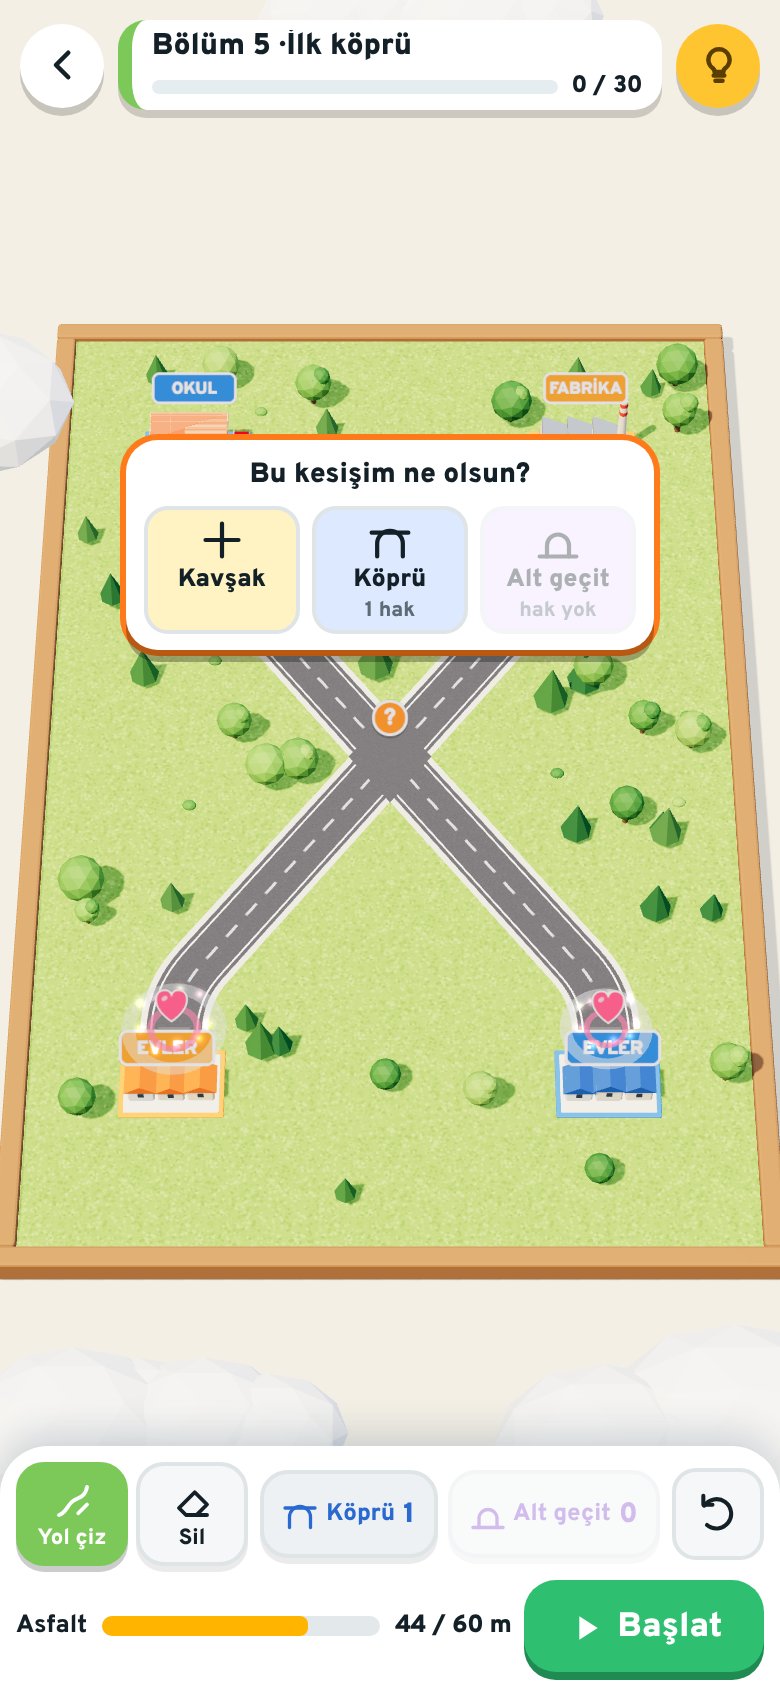 Bölüm 5 ·İlk köprü
0 / 30
OKUL
FABRİKA
Bu kesişim ne olsun?
Kavşak
Köprü
1 hak
Alt geçit
hak yok
?
EVLER
EVLER
Yol çiz
Sil
Köprü 1
Alt geçit 0
Asfalt
44 / 60 m
Başlat